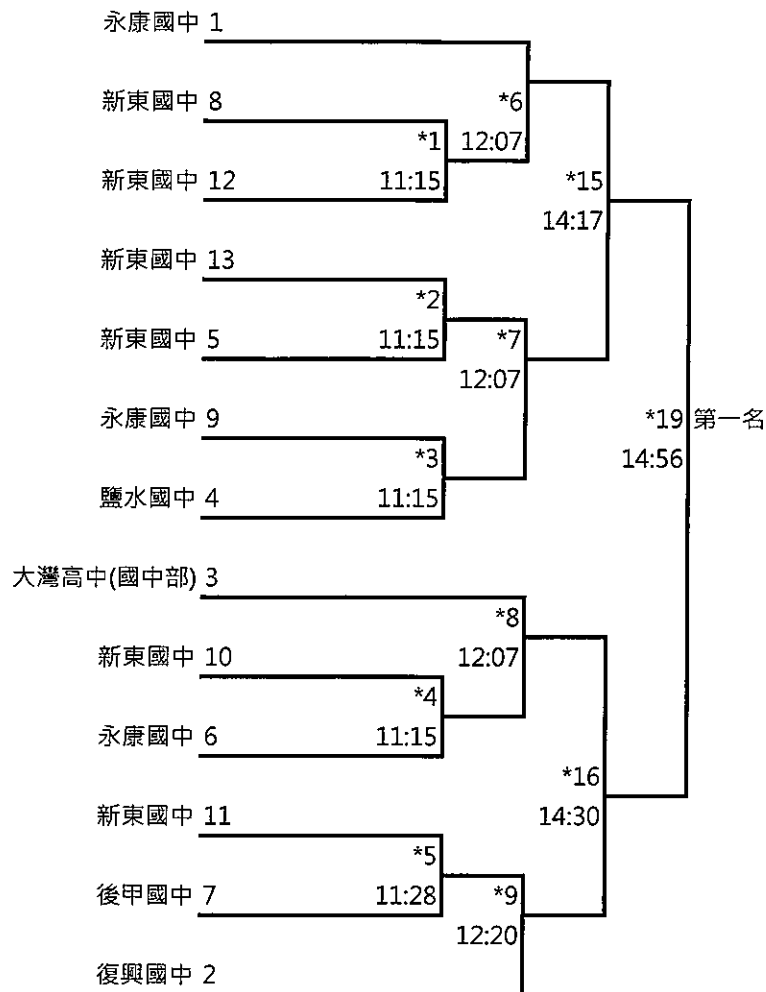 永康國中 1
新東國中 8
*6
*1 12:07
新東國中 12 11:15
*15
14:17
新東國中 13
*2
新東國中 5 11:15
*7
12:07
永康國中 9
*19 第一名
*3
14:56
鹽水國中 4 11:15
大灣高中(國中部) 3
*8
新東國中 10
12:07
*4
永康國中 6 11:15
*16
新東國中 11
14:30
*5
後甲國中 7 11:28
*9
12:20
復興國中 2